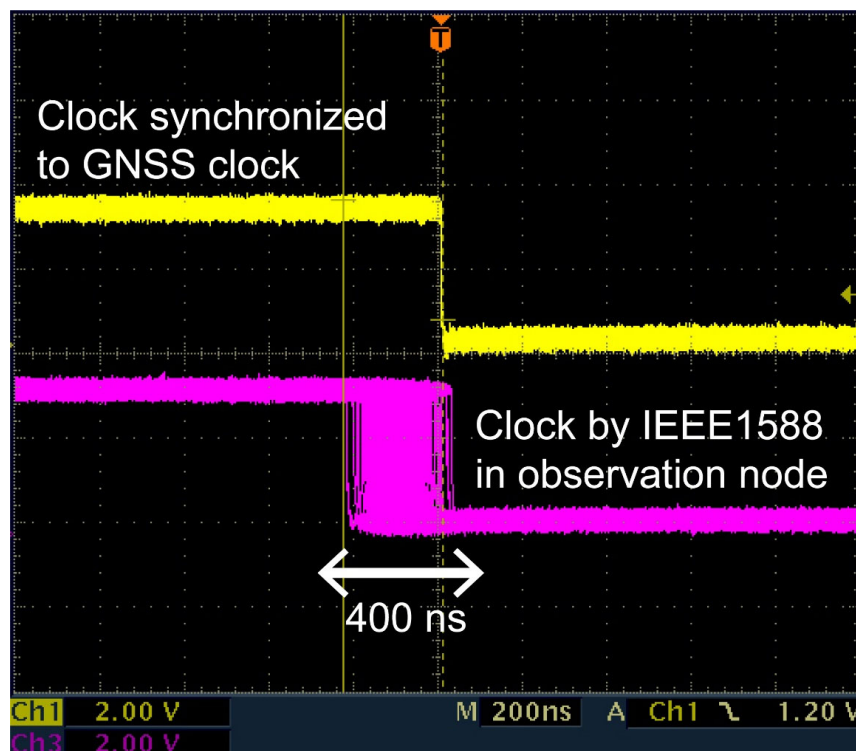 T
Clock synchronized
to GNSS clock
Clock by IEEE1588
in observation node
400 ns
Ch1 2.00 V M 200ns A Ch1 1.20 V
Ch3 2.00 V